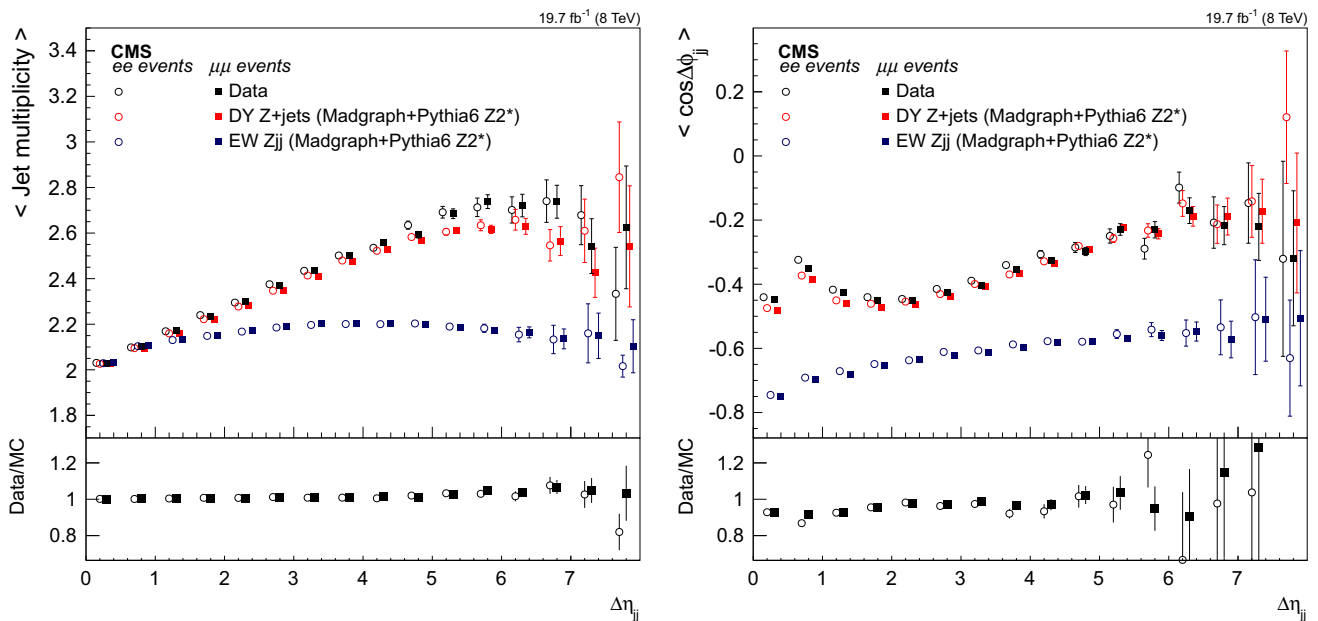 19.7 fb⁻¹ (8 TeV)
< Jet multiplicity >
CMS
ee events μμ events
Data
DY Z+jets (Madgraph+Pythia6 Z2*)
EW Zjj (Madgraph+Pythia6 Z2*)
3.4
3.2
3
2.8
2.6
2.4
2.2
2
1.8
Data/MC
1.2
1
0.8
0 1 2 3 4 5 6 7
Δηjj
19.7 fb⁻¹ (8 TeV)
< cosΔϕjj >
CMS
ee events μμ events
Data
DY Z+jets (Madgraph+Pythia6 Z2*)
EW Zjj (Madgraph+Pythia6 Z2*)
0.4
0.2
0
-0.2
-0.4
-0.6
-0.8
Data/MC
1.2
1
0.8
0 1 2 3 4 5 6 7
Δηjj